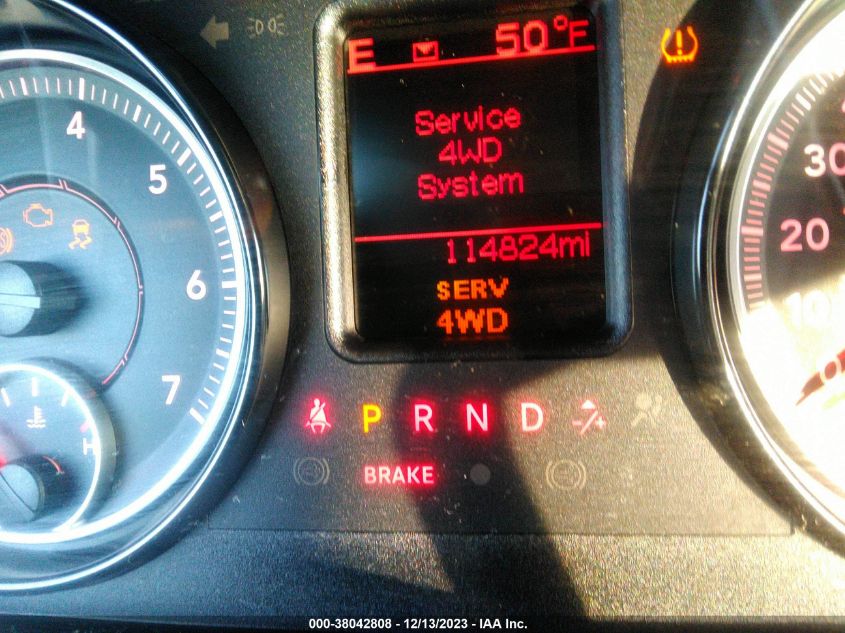 E 50°F
Service
4WD
System
114824mi
SERV
4WD
4
5
6
7
H
30
20
10
P R N D
BRAKE
000-38042808 - 12/13/2023 - IAA Inc.